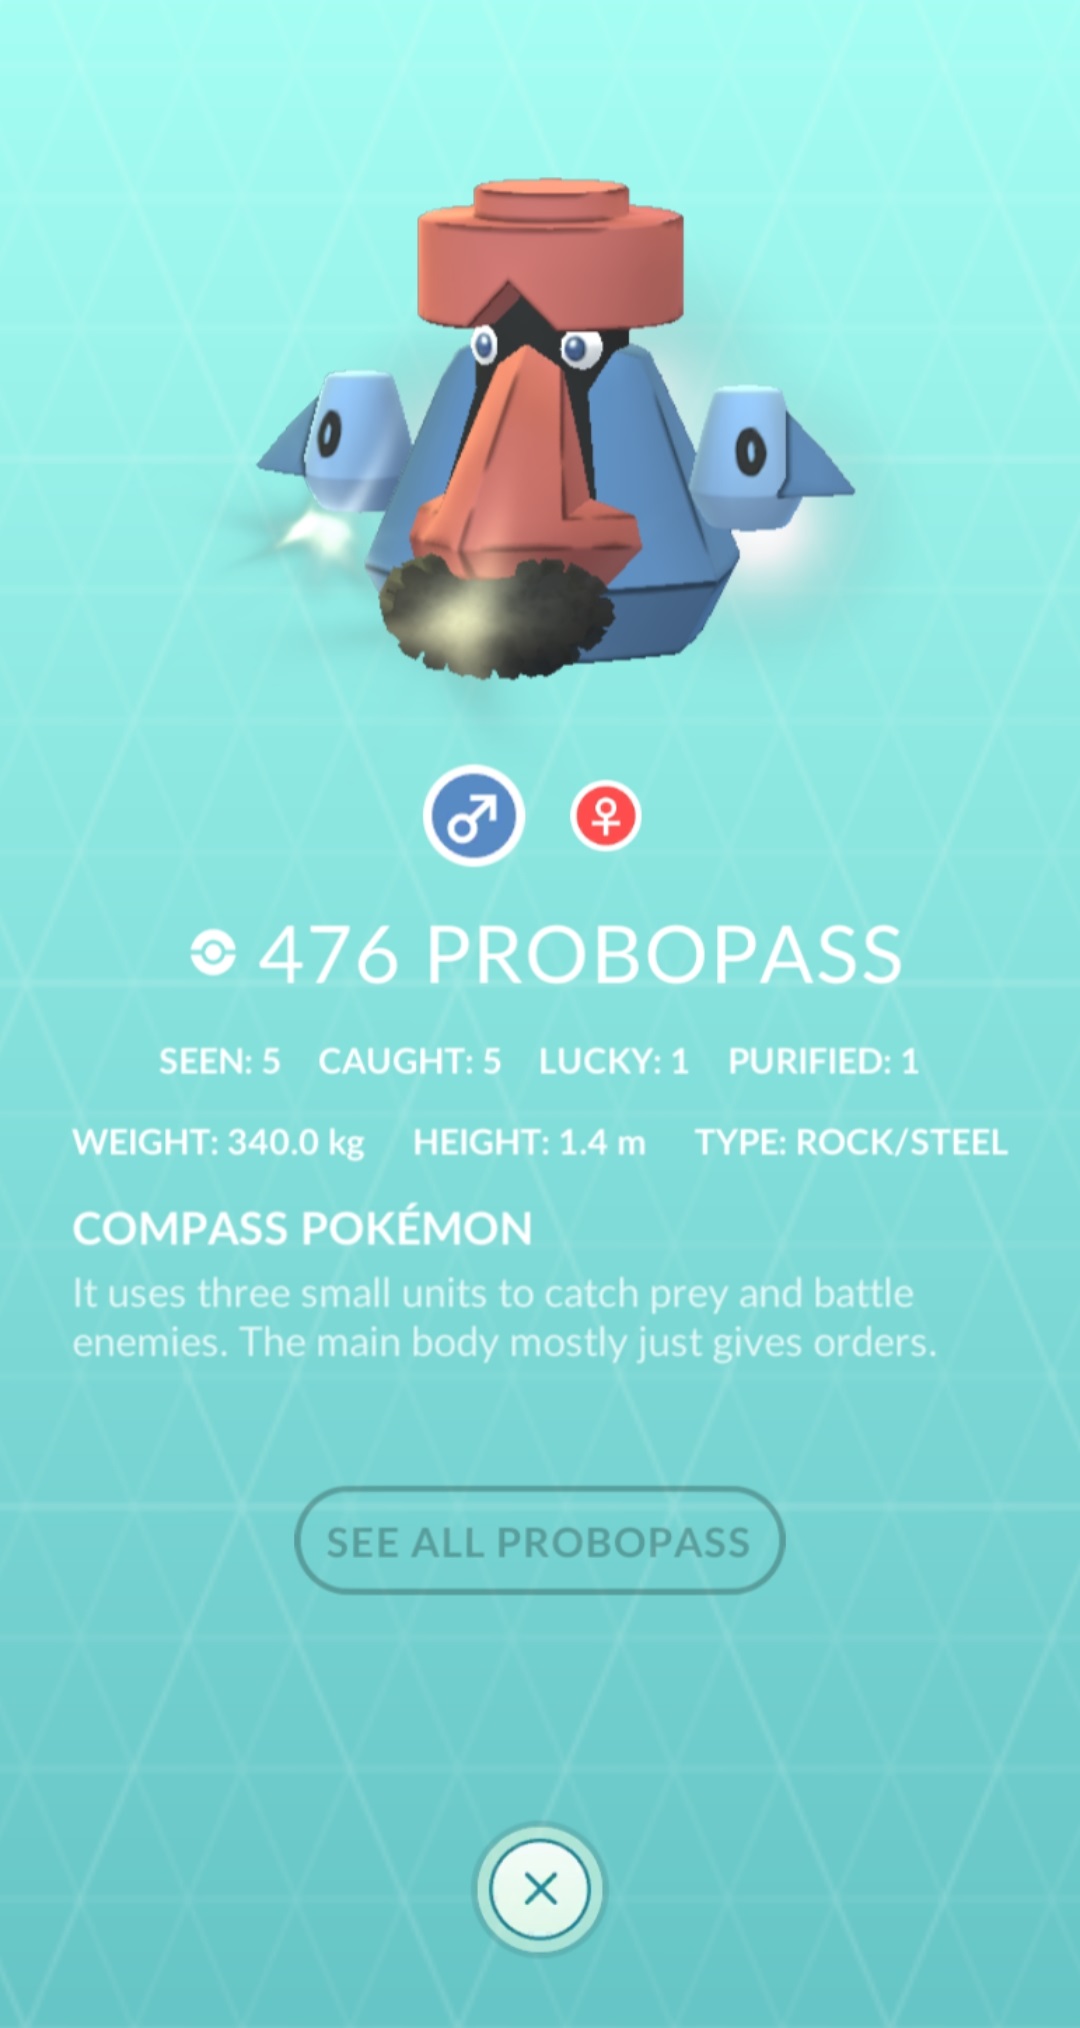 476 PROBOPASS
SEEN: 5 CAUGHT: 5 LUCKY: 1 PURIFIED: 1
WEIGHT: 340.0 kg HEIGHT: 1.4 m TYPE: ROCK/STEEL
COMPASS POKÉMON
It uses three small units to catch prey and battle
enemies. The main body mostly just gives orders.
SEE ALL PROBOPASS